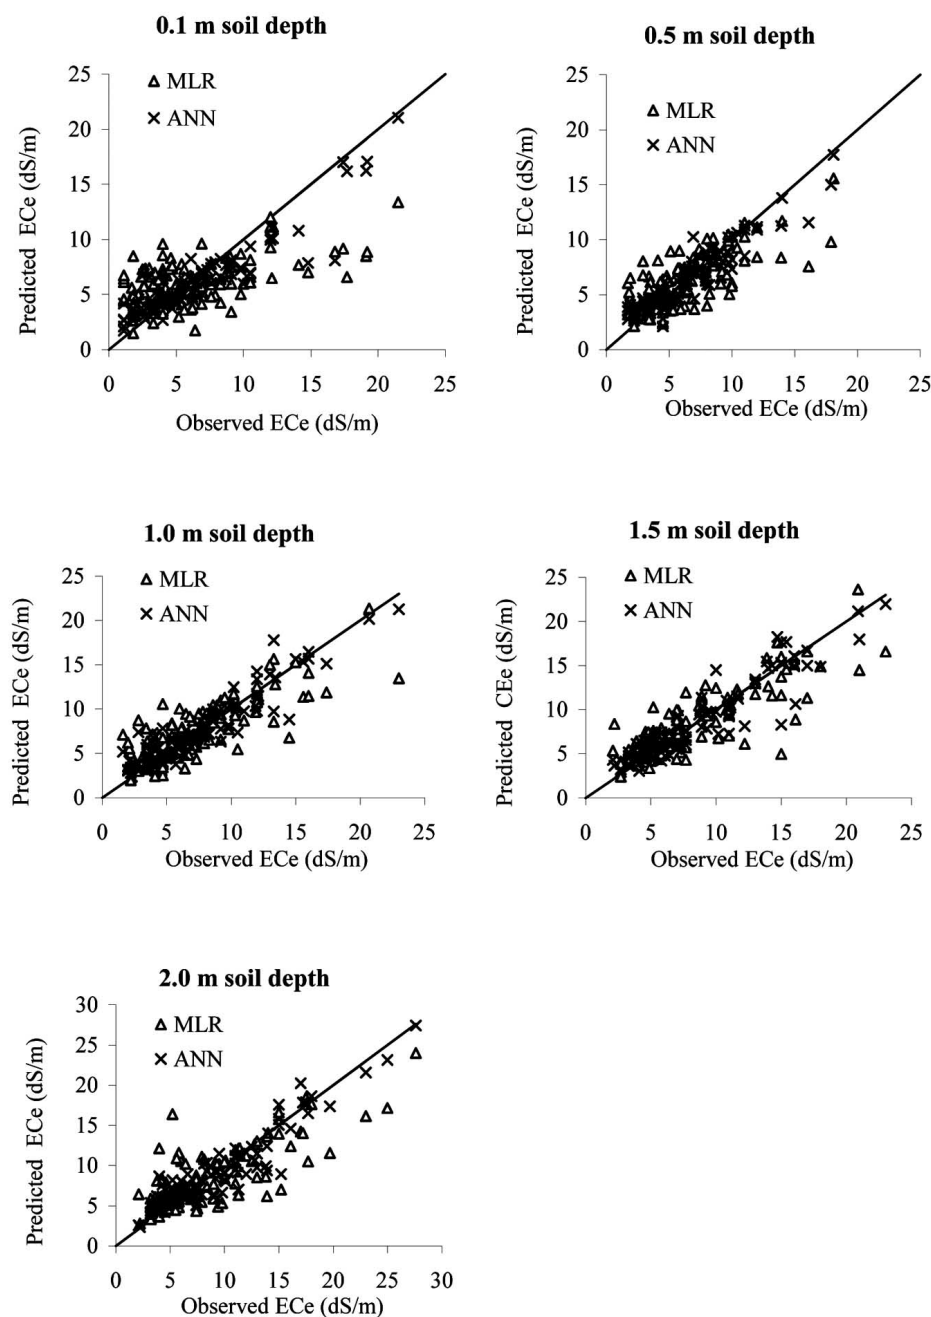 0.1 m soil depth
MLR
ANN
25
20
15
10
5
0
0 5 10 15 20 25
Predicted ECe (dS/m)
Observed ECe (dS/m)
0.5 m soil depth
MLR
ANN
25
20
15
10
5
0
0 5 10 15 20 25
Predicted ECe (dS/m)
Observed ECe (dS/m)
1.0 m soil depth
MLR
ANN
25
20
15
10
5
0
0 5 10 15 20 25
Predicted ECe (dS/m)
Observed ECe (dS/m)
1.5 m soil depth
MLR
ANN
25
20
15
10
5
0
0 5 10 15 20 25
Predicted CEe (dS/m)
Observed ECe (dS/m)
2.0 m soil depth
MLR
ANN
30
25
20
15
10
5
0
0 5 10 15 20 25 30
Predicted ECe (dS/m)
Observed ECe (dS/m)